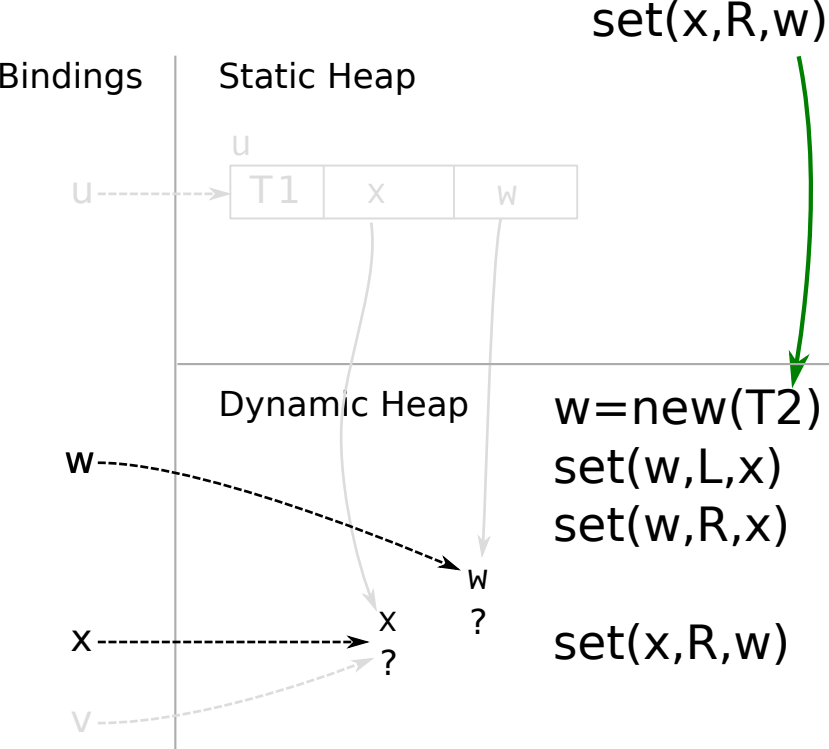 set(x,R,w)
Bindings
Static Heap
u
u
T1
x
w
Dynamic Heap
w=new(T2)
set(w,L,x)
set(w,R,x)
w
w
?
x
?
x
set(x,R,w)
v